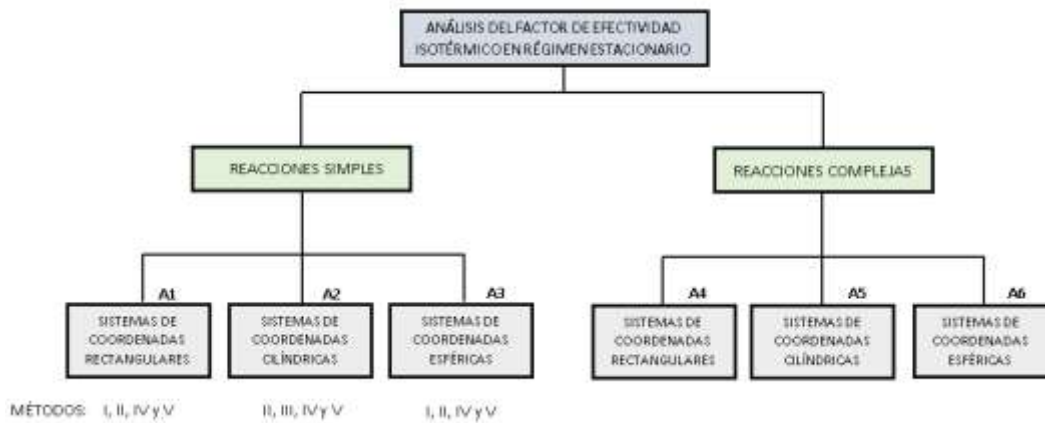 ANÁLISIS DEL FACTOR DE EFECTIVIDAD
ISOTÉRMICO EN RÉGIMEN ESTACIONARIO
REACCIONES SIMPLES
REACCIONES COMPLEJAS
A1
SISTEMAS DE
COORDENADAS
RECTANGULARES
A2
SISTEMAS DE
COORDENADAS
CILÍNDRICAS
A3
SISTEMAS DE
COORDENADAS
ESFÉRICAS
A4
SISTEMAS DE
COORDENADAS
RECTANGULARES
A5
SISTEMAS DE
COORDENADAS
CILÍNDRICAS
A6
SISTEMAS DE
COORDENADAS
ESFÉRICAS
MÉTODOS: I, II, IV y V II, III, IV y V I, II, IV y V